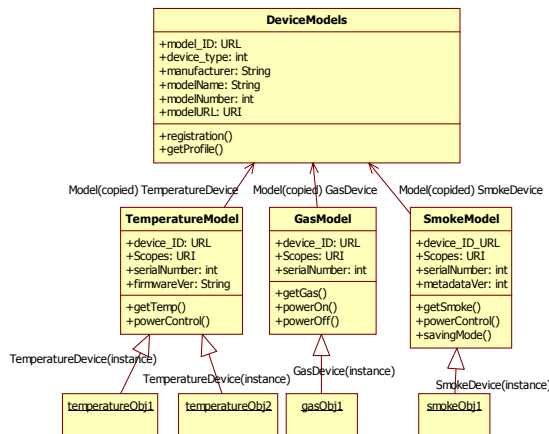 DeviceModels
+model_ID: URL
+device_type: int
+manufacturer: String
+modelName: String
+modelNumber: int
+modelURL: URI
+registration()
+getProfile()
Model(copied) TemperatureDevice
Model(copied) GasDevice
Model(copided) SmokeDevice
TemperatureModel
+device_ID: URL
+Scopes: URI
+serialNumber: int
+firmwareVer: String
+getTemp()
+powerControl()
GasModel
+device_ID: URL
+Scopes: URI
+serialNumber: int
+getGas()
+powerOn()
+powerOff()
SmokeModel
+device_ID_URL
+Scopes: URI
+serialNumber: int
+metadataVer: int
+getSmoke()
+powerControl()
+savingMode()
TemperatureDevice(instance)
TemperatureDevice(instance)
GasDevice(instance)
SmokeDevice(instance)
temperatureObj1
temperatureObj2
gasObj1
smokeObj1